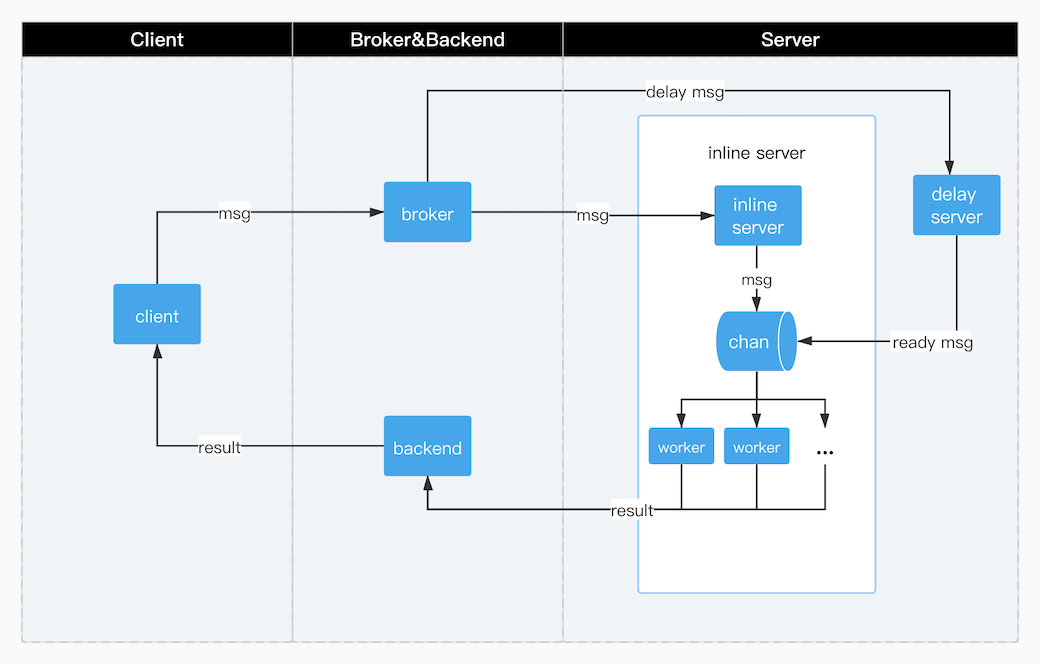 Client
Broker&Backend
Server
delay msg
inline server
msg
broker
msg
inline
server
delay
server
msg
client
chan
ready msg
result
backend
worker
worker
...
result